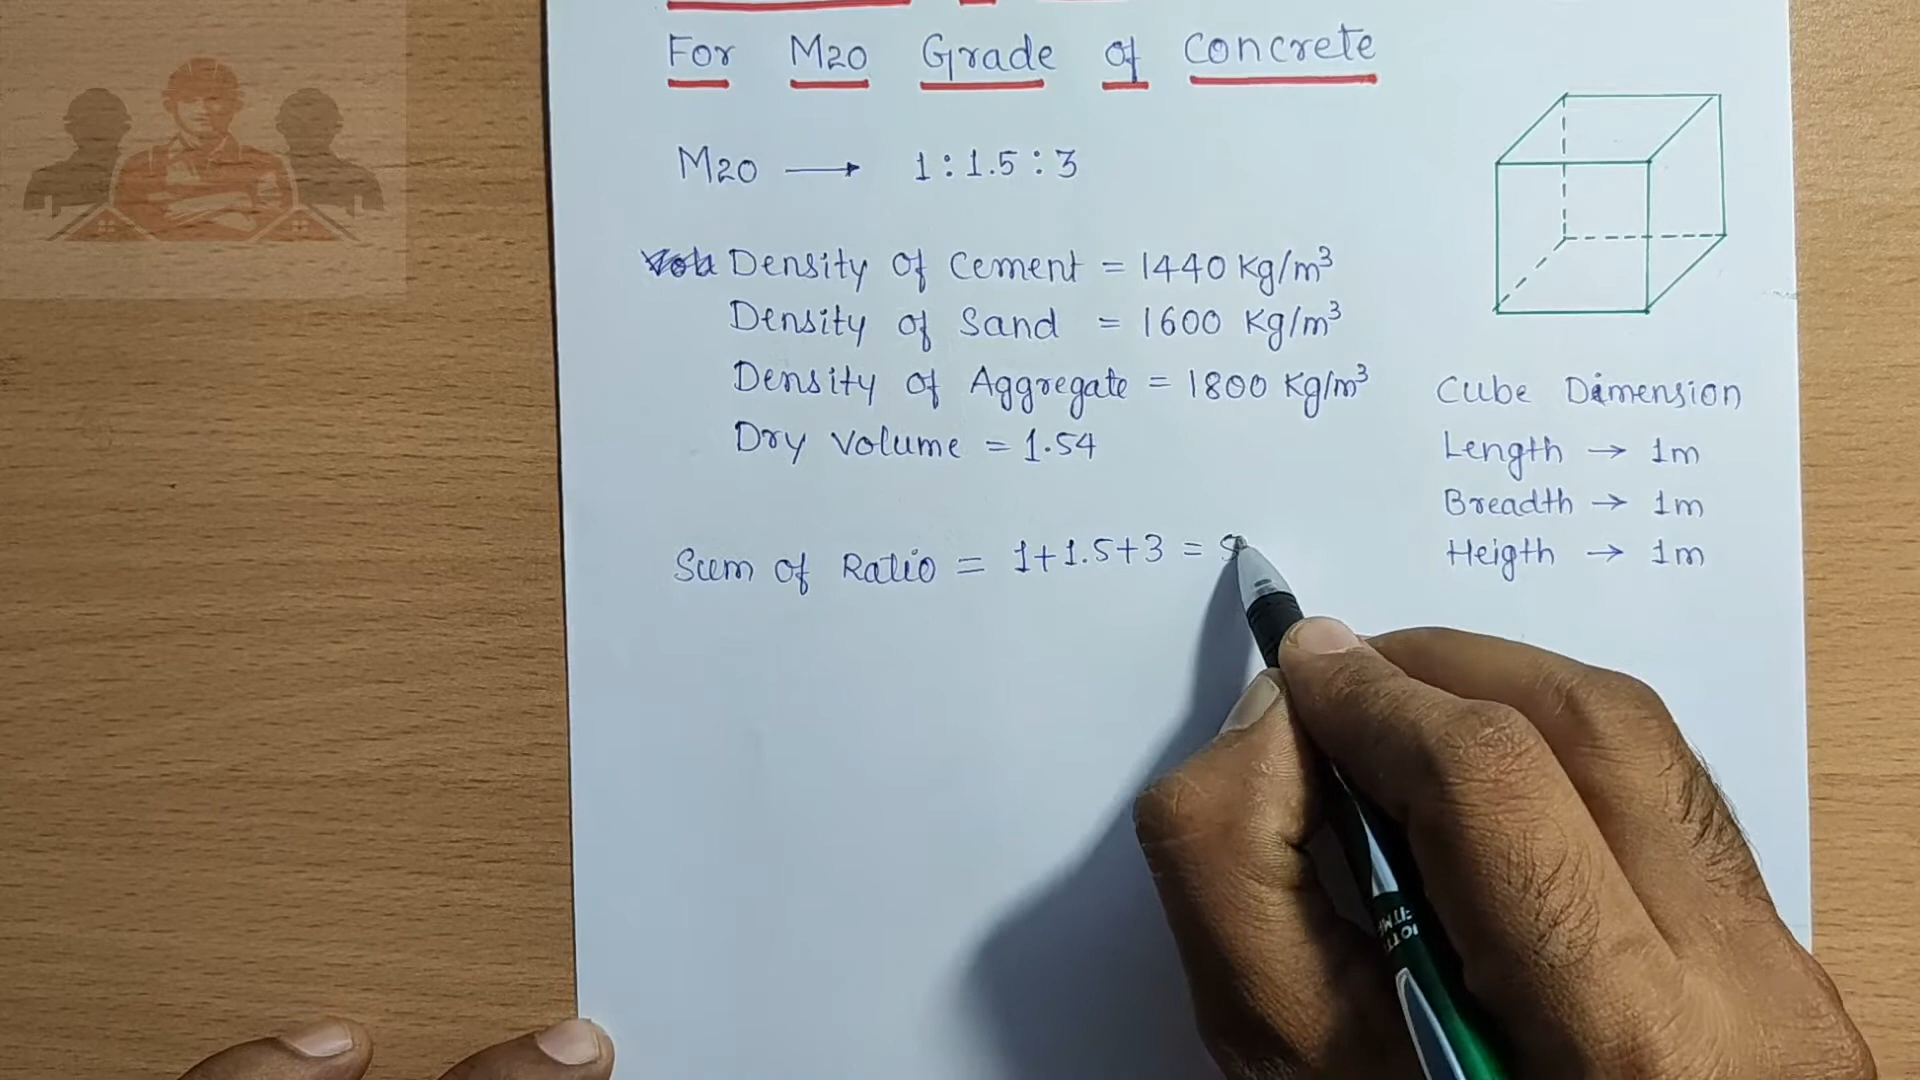 For M20 Grade of Concrete
M20 → 1:1.5:3
Density of Cement = 1440 Kg/m³
Density of Sand = 1600 Kg/m³
Density of Aggregate = 1800 Kg/m³
Dry Volume = 1.54
Sum of Ratio = 1+1.5+3 = 5
Cube Dimension
Length → 1m
Breadth → 1m
Heigth → 1m